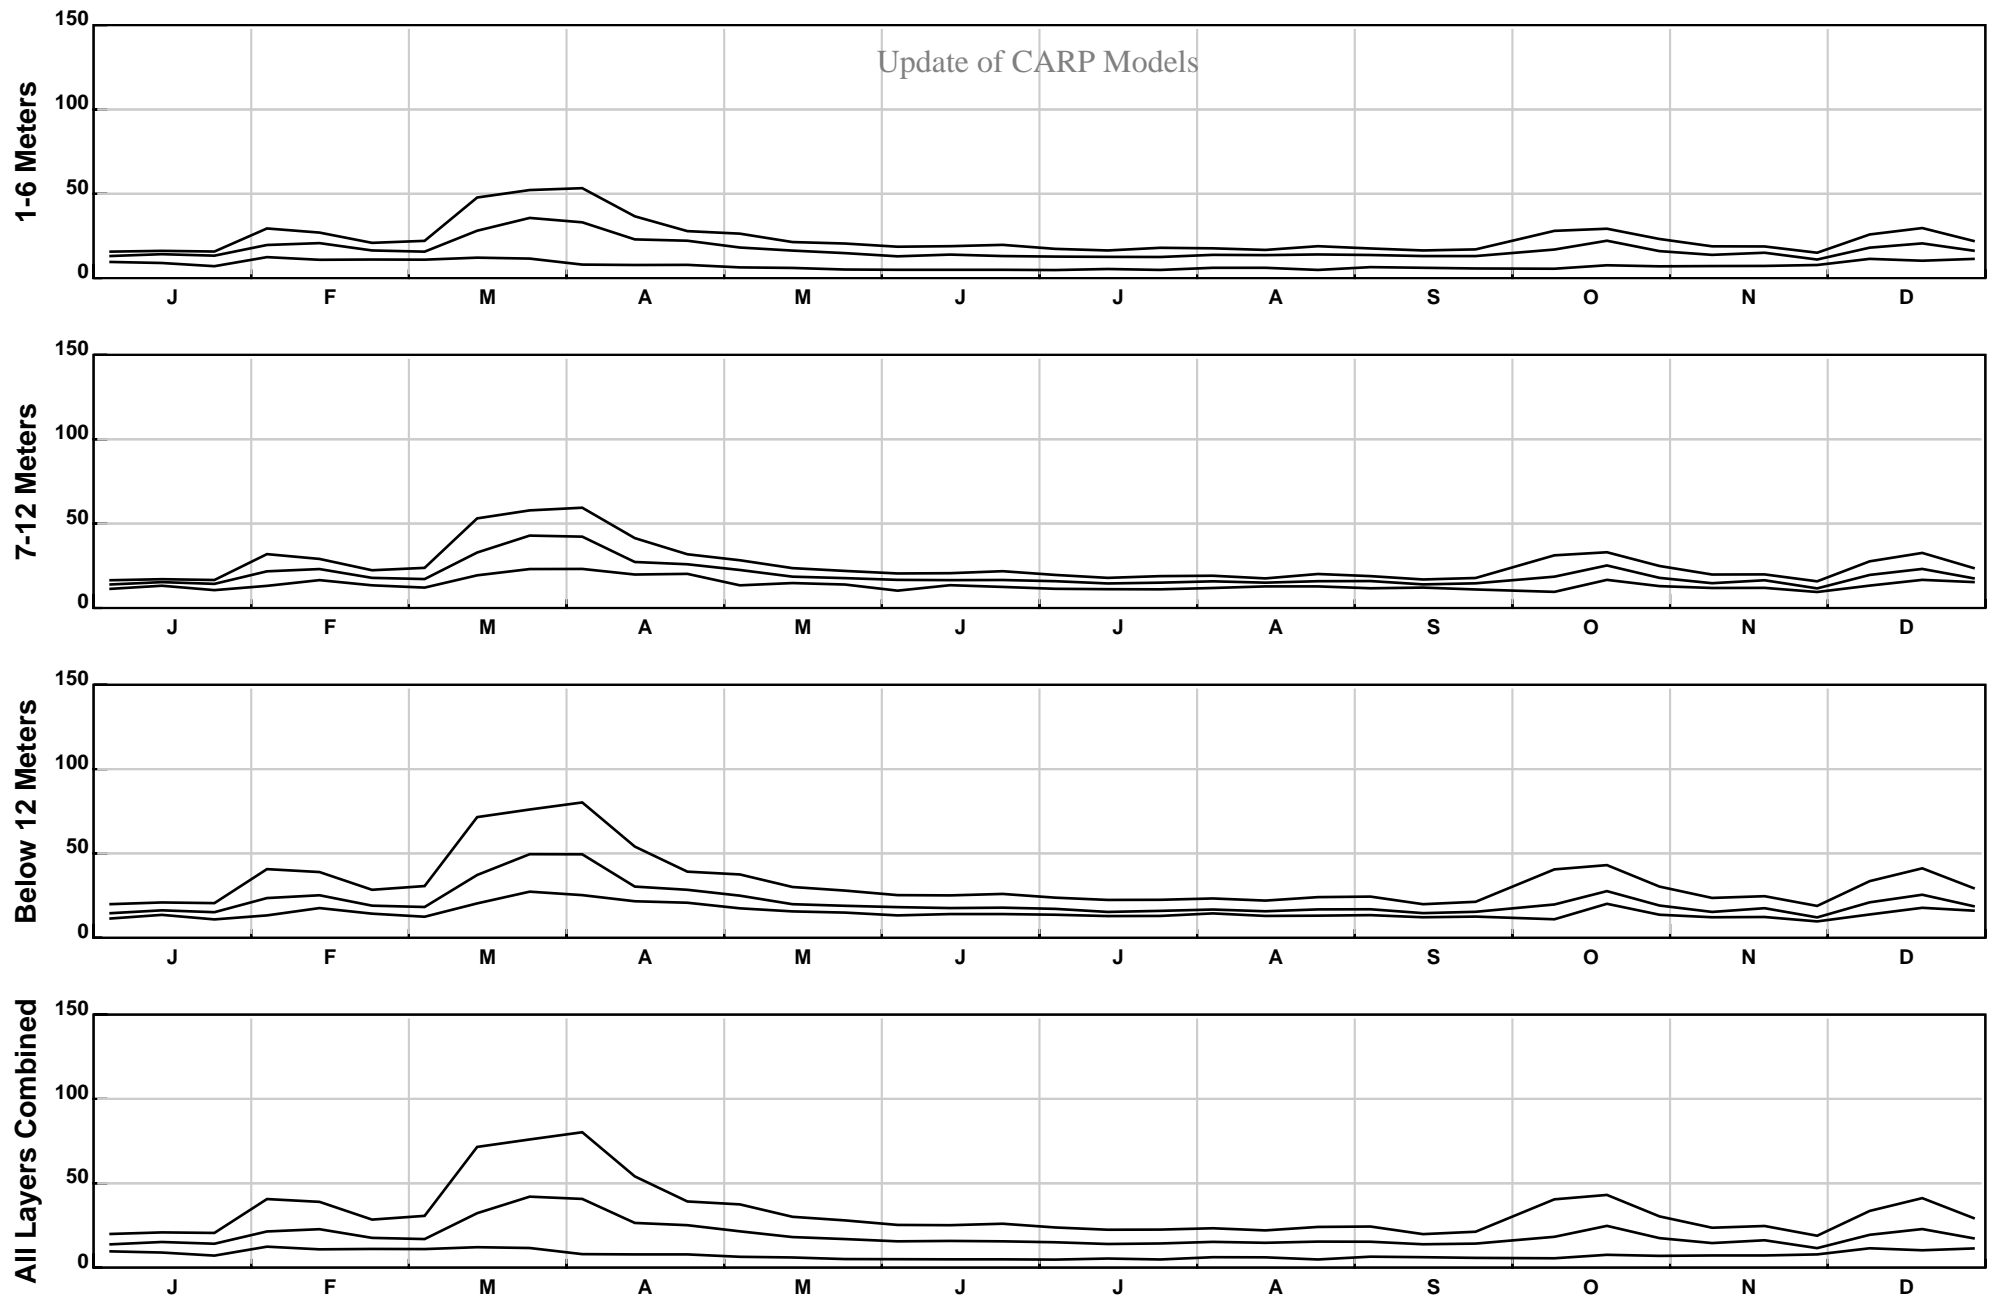 Update of CARP Models
1-6 Meters
150
100
50
0
J F M A M J J A S O N D
7-12 Meters
150
100
50
0
J F M A M J J A S O N D
Below 12 Meters
150
100
50
0
J F M A M J J A S O N D
All Layers Combined
150
100
50
0
J F M A M J J A S O N D